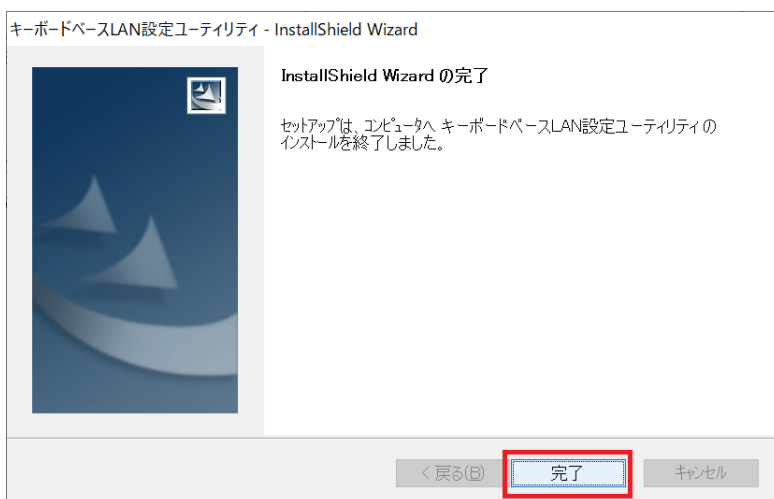 キーボードベースLAN設定ユーティリティ - InstallShield Wizard
InstallShield Wizard の完了
セットアップは、コンピュータへ キーボードベースLAN設定ユーティリティ の
インストールを終了しました。
< 戻る(B)
完了
キャンセル